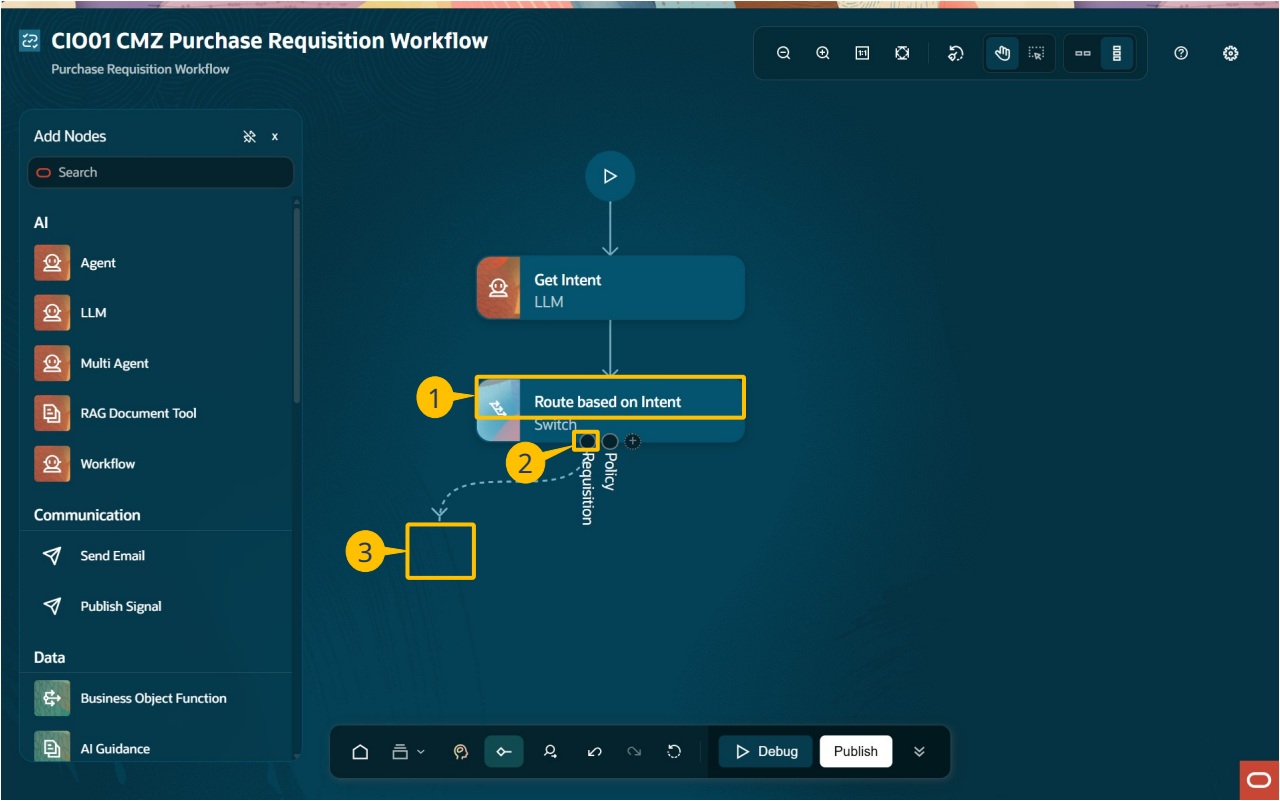 CIO01 CMZ Purchase Requisition Workflow
Purchase Requisition Workflow
1:1
Add Nodes
x
Search
AI
Agent
LLM
Multi Agent
RAG Document Tool
Workflow
Communication
Send Email
Publish Signal
Data
Business Object Function
AI Guidance
Get Intent
LLM
1
Route based on Intent
Switch
2
Requisition
Policy
3
Debug
Publish